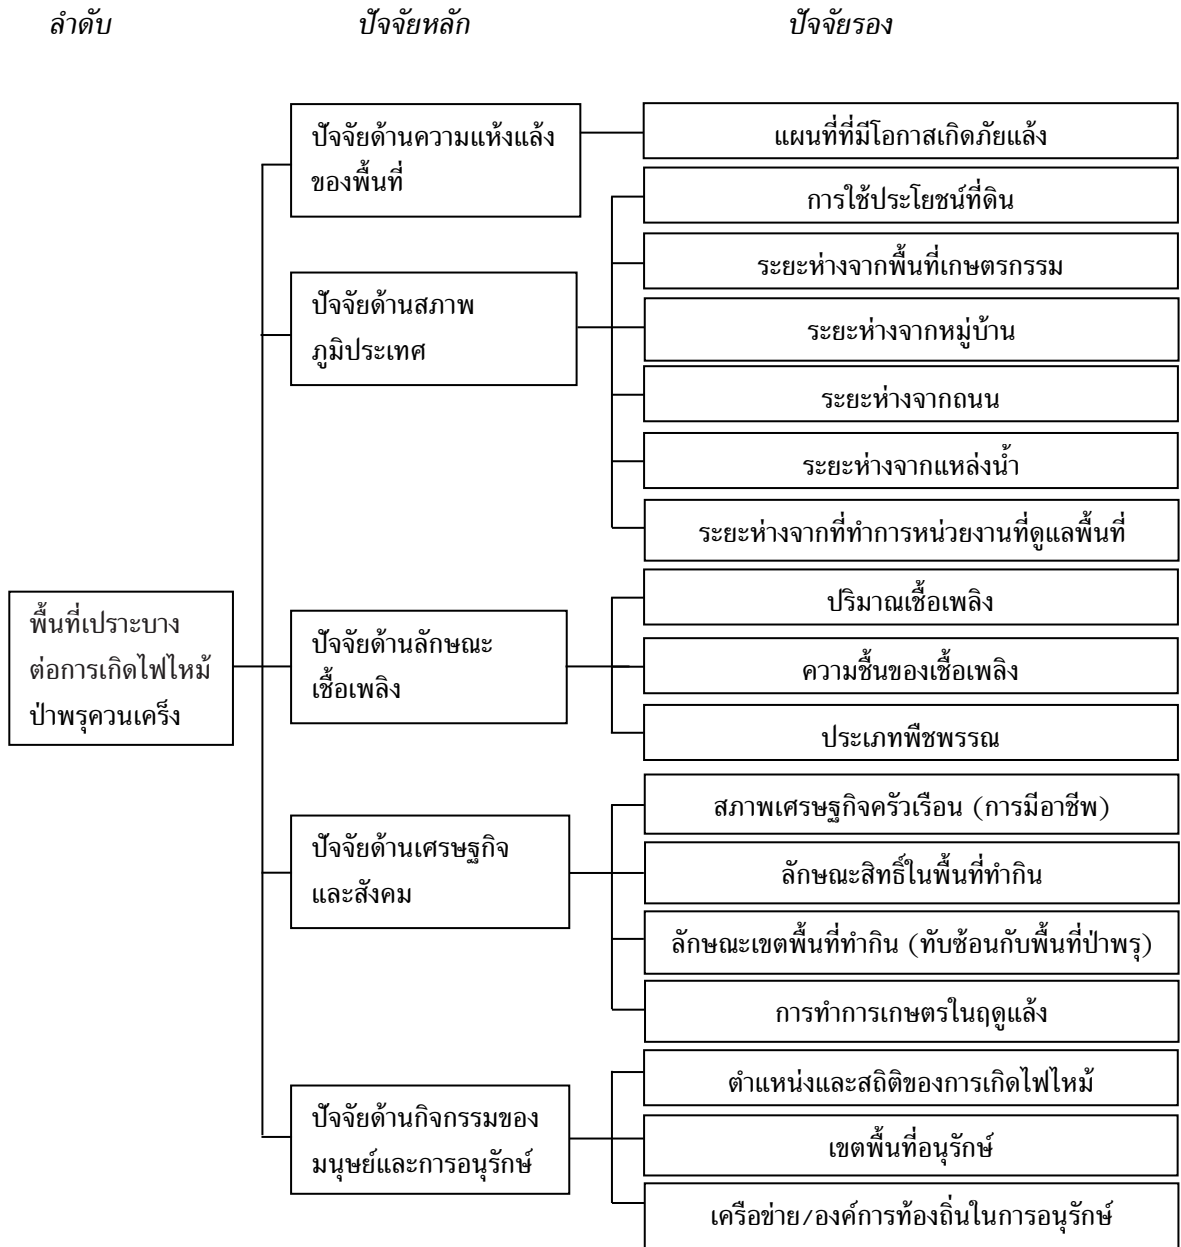 ลำดับ ปัจจัยหลัก ปัจจัยรอง
พื้นที่เปราะบาง
ต่อการเกิดไฟไหม้
ป่าพรุควนเคร็ง
ปัจจัยด้านความแห้งแล้ง
ของพื้นที่
แผนที่ที่มีโอกาสเกิดภัยแล้ง
ปัจจัยด้านสภาพ
ภูมิประเทศ
การใช้ประโยชน์ที่ดิน
ระยะห่างจากพื้นที่เกษตรกรรม
ระยะห่างจากหมู่บ้าน
ระยะห่างจากถนน
ระยะห่างจากแหล่งน้ำ
ระยะห่างจากที่ทำการหน่วยงานที่ดูแลพื้นที่
ปัจจัยด้านลักษณะ
เชื้อเพลิง
ปริมาณเชื้อเพลิง
ความชื้นของเชื้อเพลิง
ประเภทพืชพรรณ
ปัจจัยด้านเศรษฐกิจ
และสังคม
สภาพเศรษฐกิจครัวเรือน (การมีอาชีพ)
ลักษณะสิทธิ์ในพื้นที่ทำกิน
ลักษณะเขตพื้นที่ทำกิน (ทับซ้อนกับพื้นที่ป่าพรุ)
การทำการเกษตรในฤดูแล้ง
ปัจจัยด้านกิจกรรมของ
มนุษย์และการอนุรักษ์
ตำแหน่งและสถิติของการเกิดไฟไหม้
เขตพื้นที่อนุรักษ์
เครือข่าย/องค์การท้องถิ่นในการอนุรักษ์